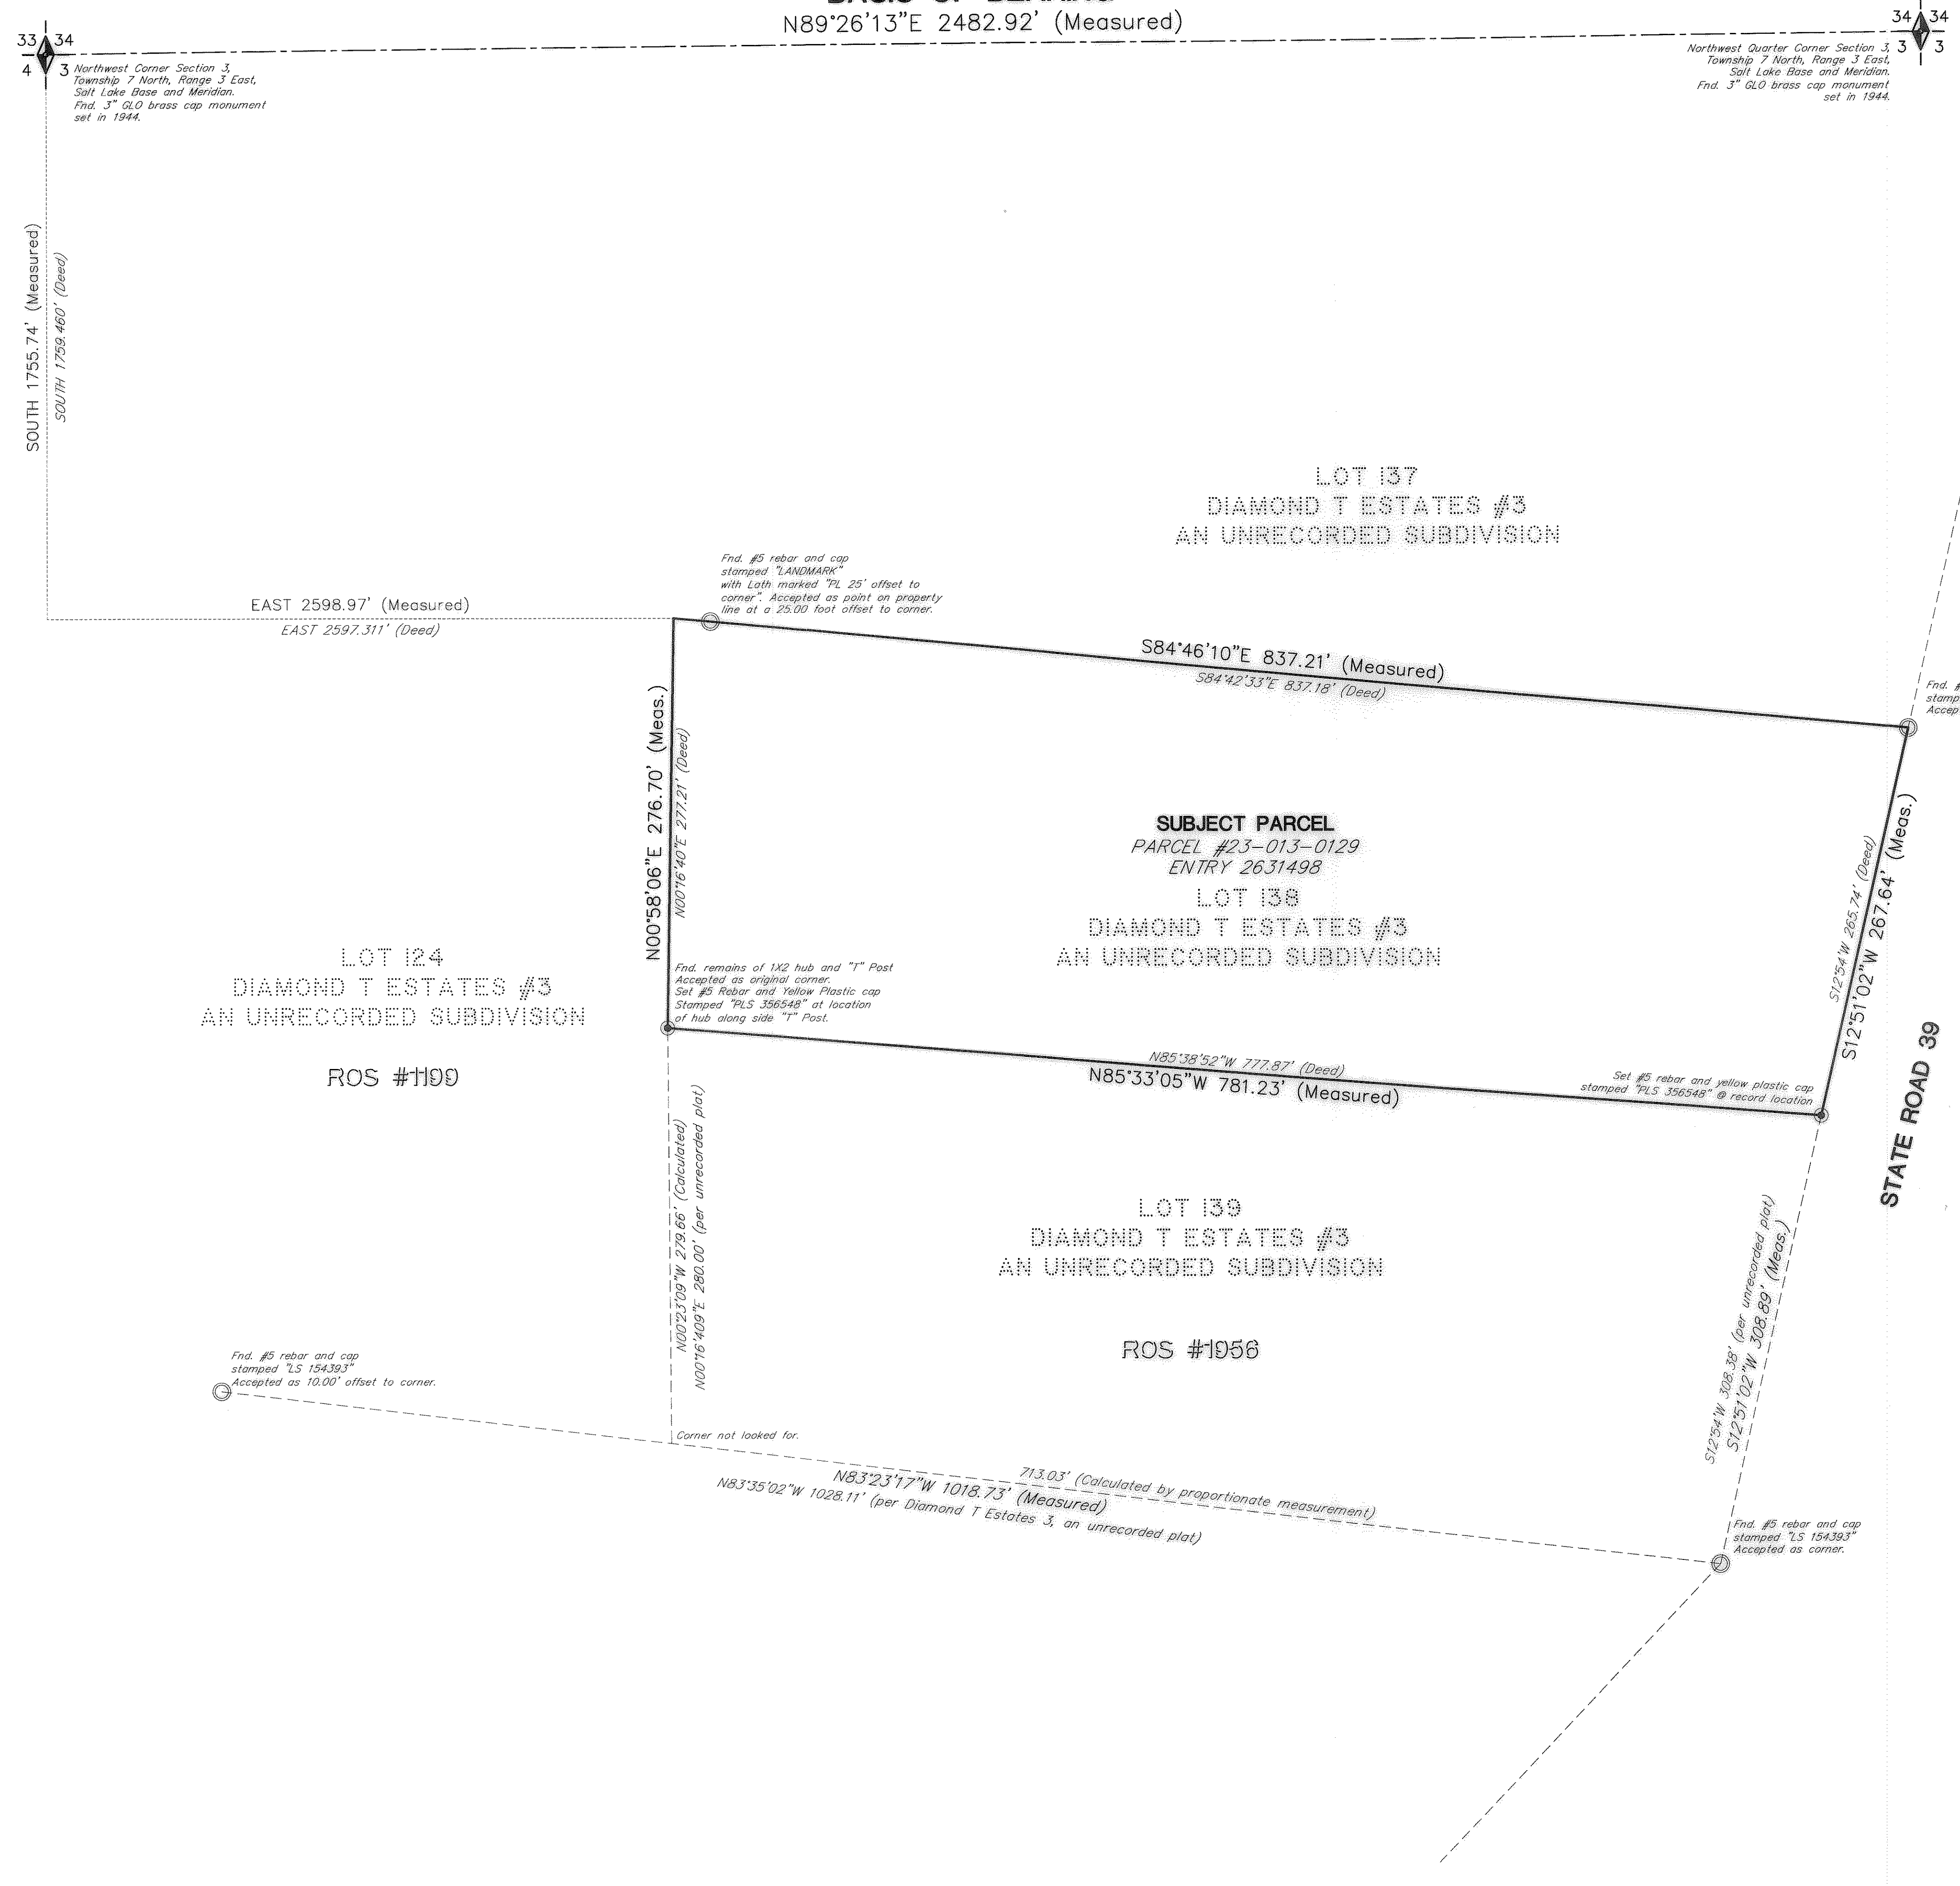 N89°26'13"E 2482.92' (Measured)
33 34
4 3
Northwest Corner Section 3,
Township 7 North, Range 3 East,
Salt Lake Base and Meridian.
Fnd. 3" GLO brass cap monument
set in 1944.
34 34
3 3
Northwest Quarter Corner Section 3,
Township 7 North, Range 3 East,
Salt Lake Base and Meridian.
Fnd. 3" GLO brass cap monument
set in 1944.
SOUTH 1755.74' (Measured)
SOUTH 1759.460' (Deed)
LOT 137
DIAMOND T ESTATES #3
AN UNRECORDED SUBDIVISION
Fnd. #5 rebar and cap
stamped "LANDMARK"
with Lath marked "PL 25' offset to
corner". Accepted as point on property
line at a 25.00 foot offset to corner.
EAST 2598.97' (Measured)
EAST 2597.311' (Deed)
S84°46'10"E 837.21' (Measured)
S84°42'33"E 837.18' (Deed)
Fnd.
stamp
Accep
N00°58'06"E 276.70' (Meas.)
N00°16'40"E 277.21' (Deed)
SUBJECT PARCEL
PARCEL #23-013-0129
ENTRY 2631498
LOT 138
DIAMOND T ESTATES #3
AN UNRECORDED SUBDIVISION
S12°54'W 265.74' (Deed)
S12°51'02"W 267.64' (Meas.)
STATE ROAD 39
LOT 124
DIAMOND T ESTATES #3
AN UNRECORDED SUBDIVISION
ROS #1199
Fnd. remains of 1X2 hub and "T" Post
Accepted as original corner.
Set #5 Rebar and Yellow Plastic cap
Stamped "PLS 356548" at location
of hub along side "T" Post.
N85°38'52"W 777.87' (Deed)
N85°33'05"W 781.23' (Measured)
Set #5 rebar and yellow plastic cap
stamped "PLS 356548" @ record location
N00°23'09"W 279.66' (Calculated)
N00°16'409"E 280.00' (per unrecorded plat)
LOT 139
DIAMOND T ESTATES #3
AN UNRECORDED SUBDIVISION
ROS #1956
S12°54'W 308.38' (per unrecorded plat)
S12°51'02"W 308.89' (Meas.)
Fnd. #5 rebar and cap
stamped "LS 154393"
Accepted as 10.00' offset to corner.
Corner not looked for.
713.03' (Calculated by proportionate measurement)
N83°23'17"W 1018.73' (Measured)
N83°35'02"W 1028.11' (per Diamond T Estates 3, an unrecorded plat)
Fnd. #5 rebar and cap
stamped "LS 154393"
Accepted as corner.